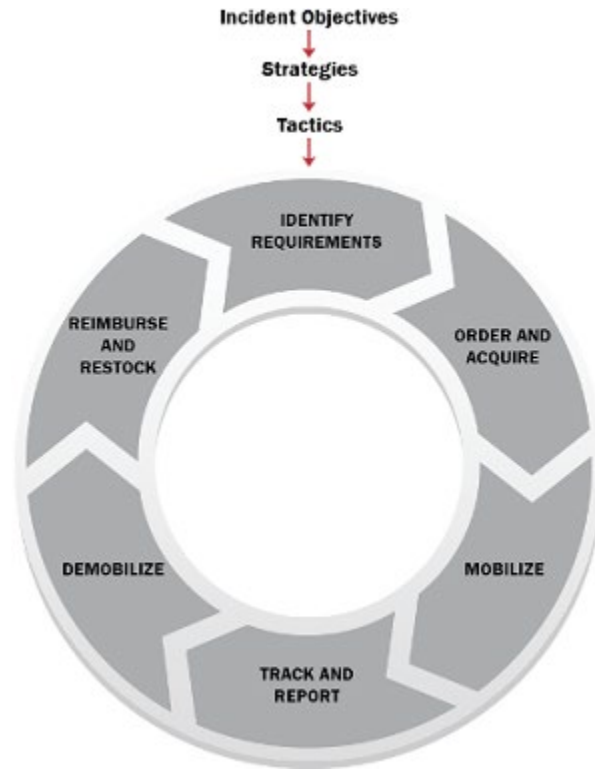 Incident Objectives
Strategies
Tactics
IDENTIFY
REQUIREMENTS
ORDER AND
ACQUIRE
MOBILIZE
TRACK AND
REPORT
DEMOBILIZE
REIMBURSE
AND
RESTOCK